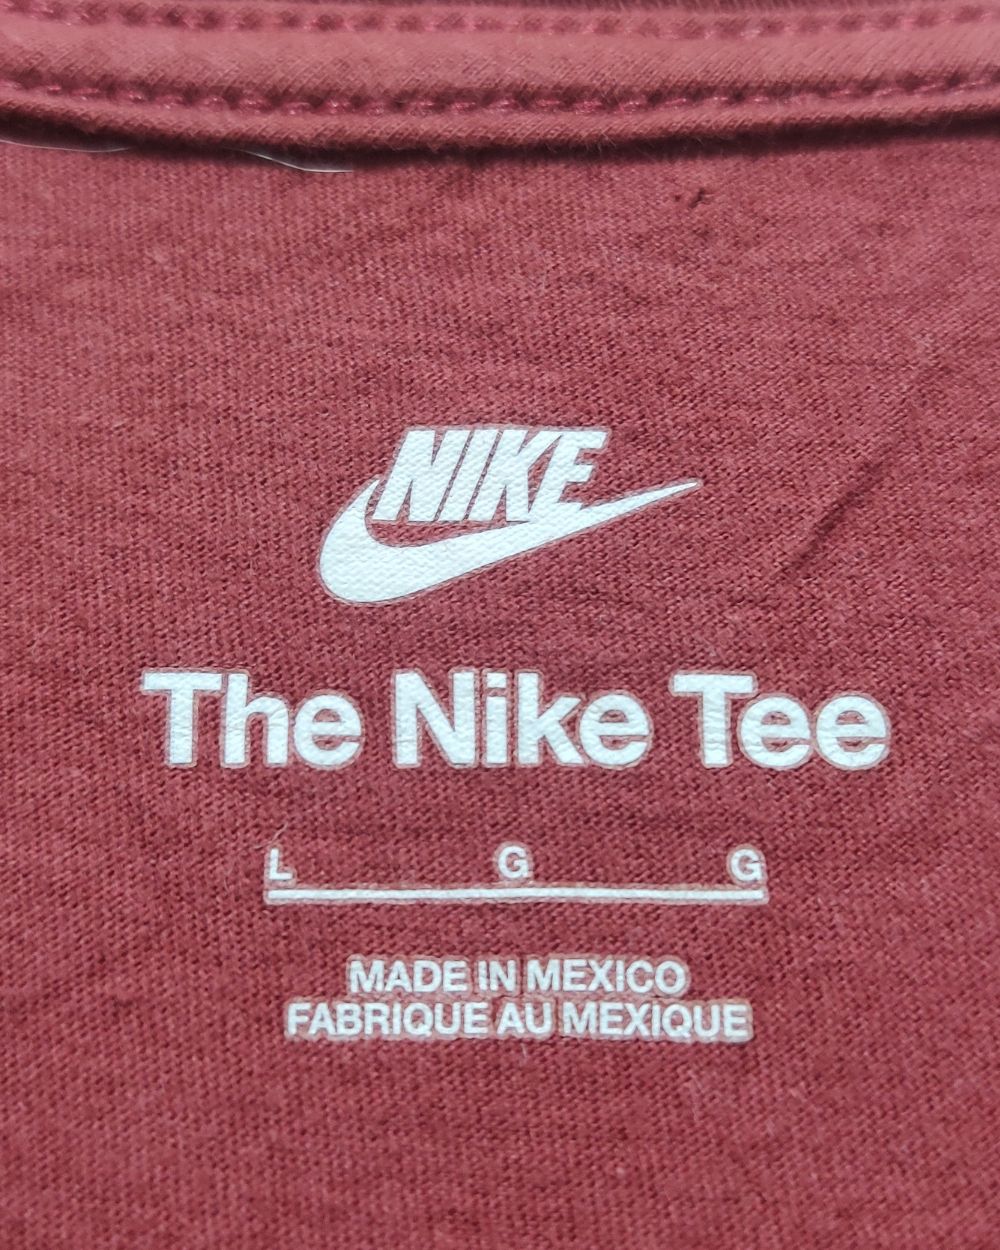 NIKE
The Nike Tee
L G G
MADE IN MEXICO
FABRIQUE AU MEXIQUE